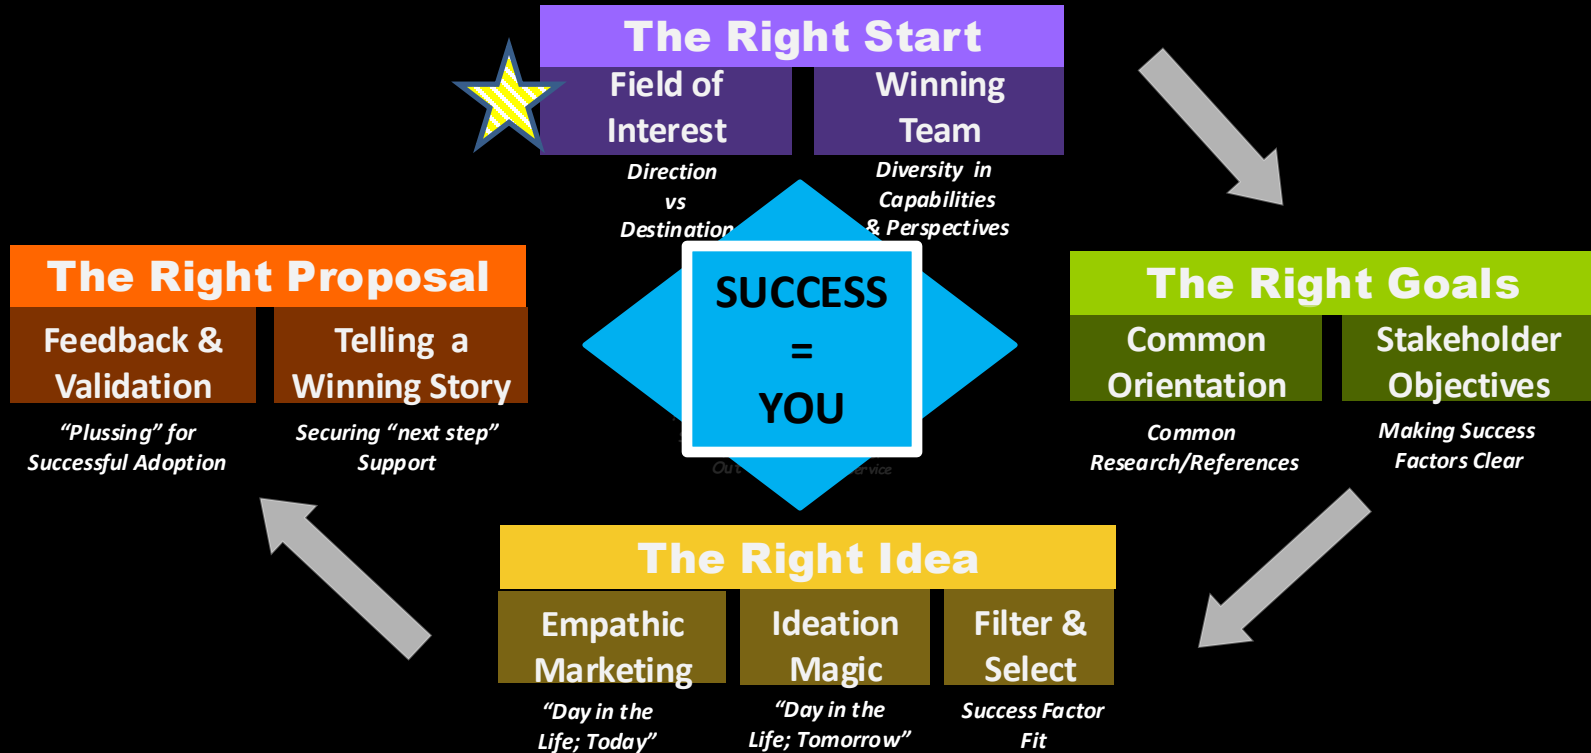 The Right Start
Field of
Interest
Direction
vs
Destination
Winning
Team
Diversity in
Capabilities
& Perspectives
The Right Goals
Common
Orientation
Common
Research/References
Stakeholder
Objectives
Making Success
Factors Clear
The Right Idea
Empathic
Marketing
“Day in the
Life; Today”
Ideation
Magic
“Day in the
Life; Tomorrow”
Filter &
Select
Success Factor
Fit
The Right Proposal
Feedback &
Validation
“Plussing” for
Successful Adoption
Telling a
Winning Story
Securing “next step”
Support
SUCCESS
=
YOU